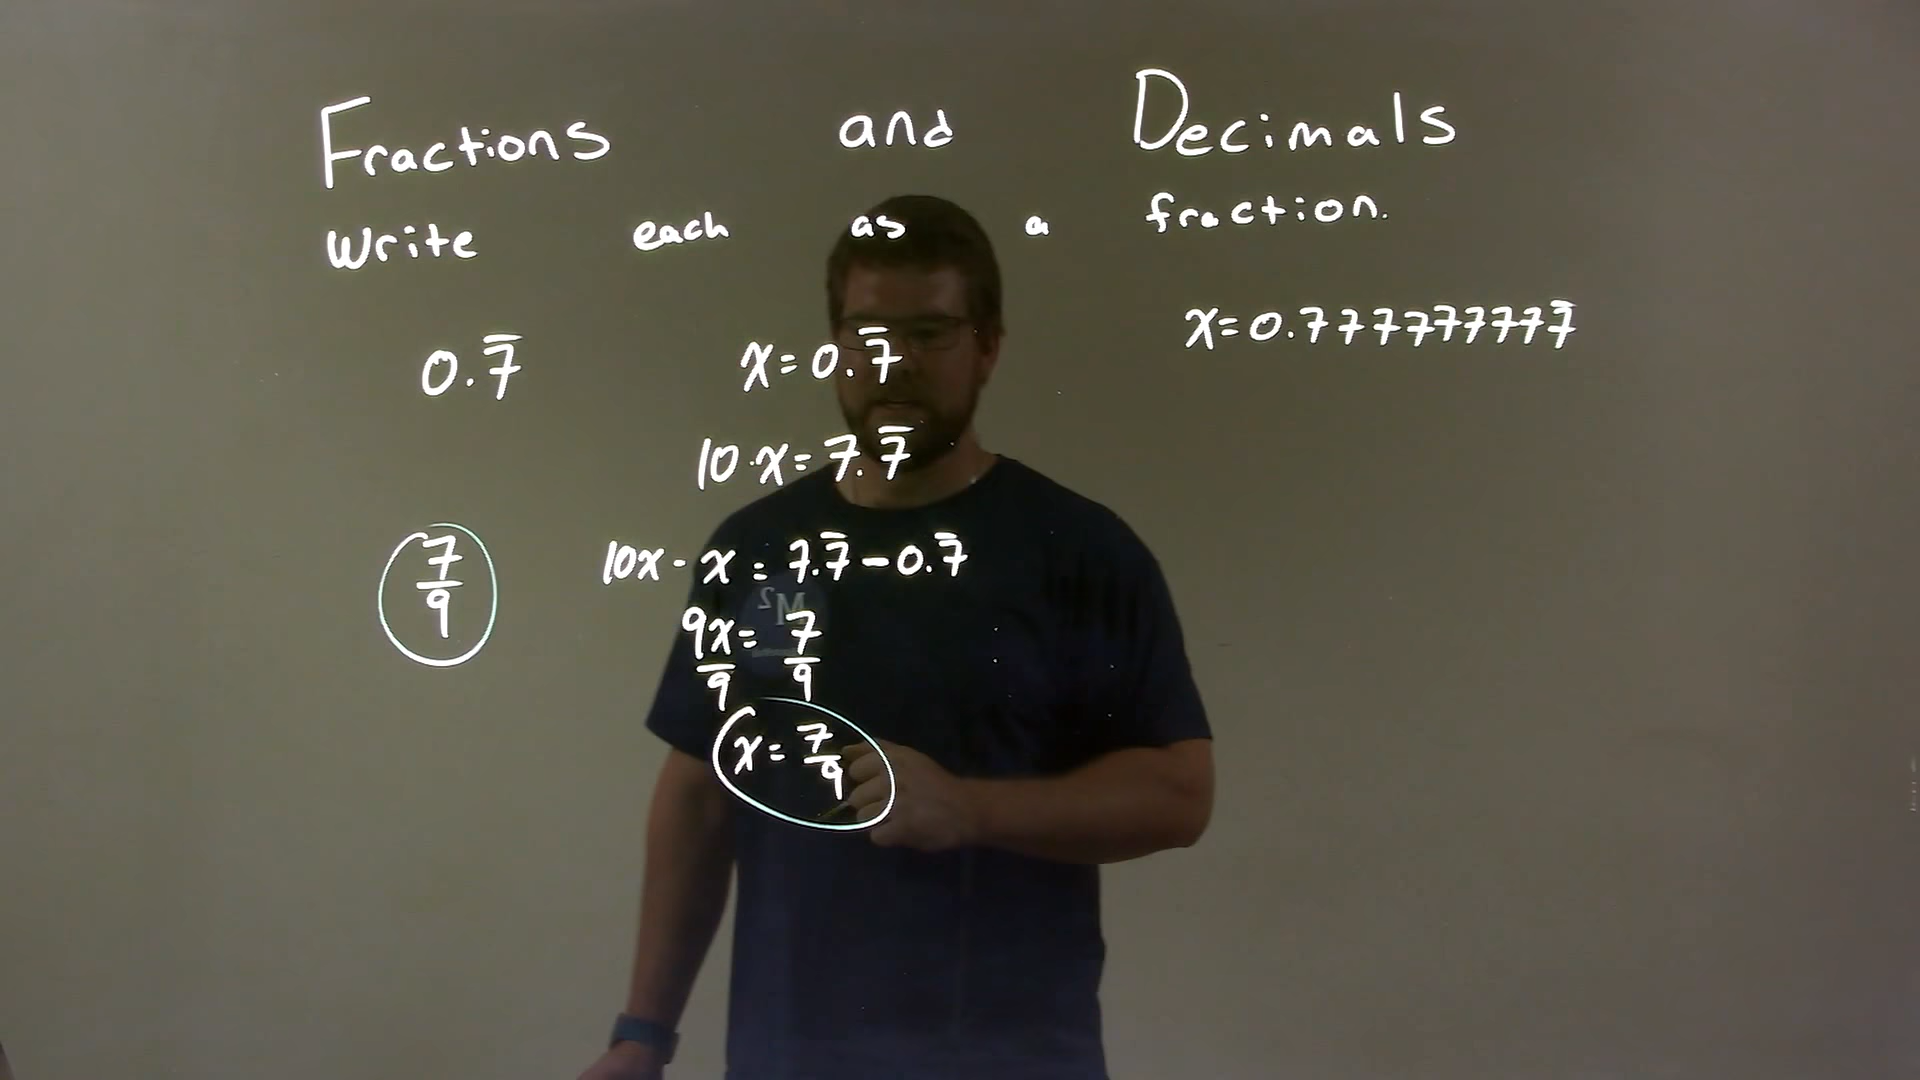 Fractions and Decimals
Write each as a fraction.
0.7̅
x=0.7̅
x=0.7777777777̅
10·x=7.7̅
10x-x=7.7̅-0.7̅
7/9
9x/9=7/9
x=7/9